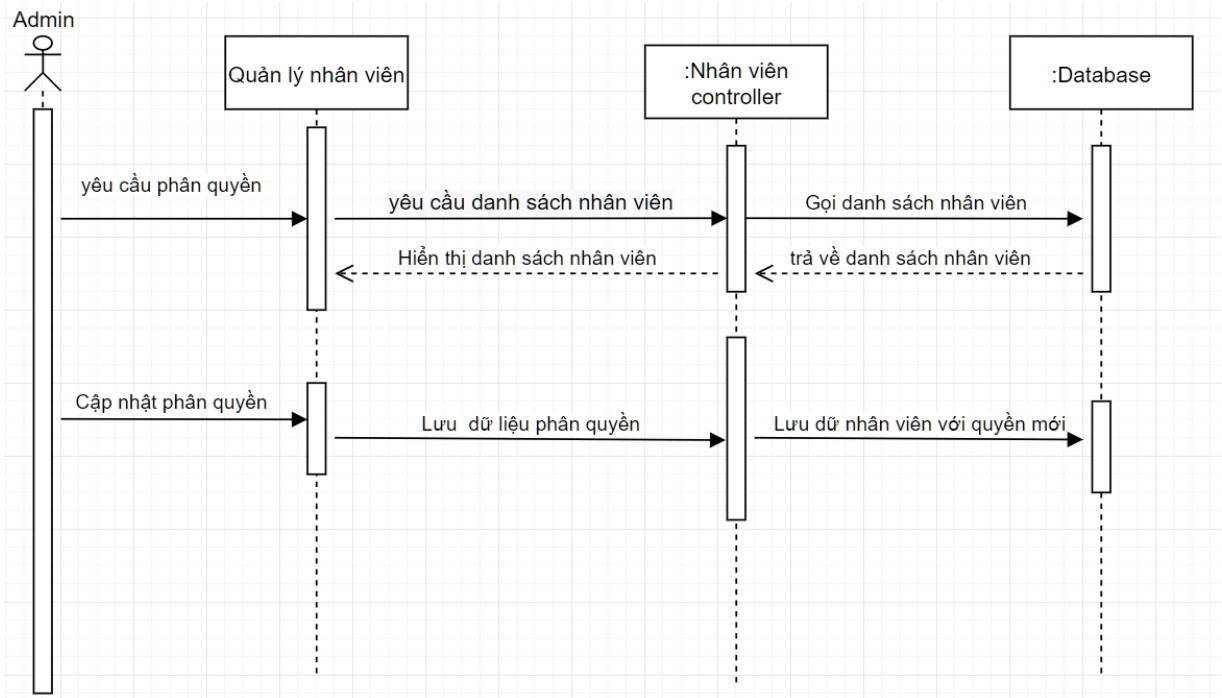 Admin
Quản lý nhân viên
:Nhân viên
controller
:Database
yêu cầu phân quyền
yêu cầu danh sách nhân viên
Gọi danh sách nhân viên
Hiển thị danh sách nhân viên
trả về danh sách nhân viên
Cập nhật phân quyền
Lưu dữ liệu phân quyền
Lưu dữ nhân viên với quyền mới